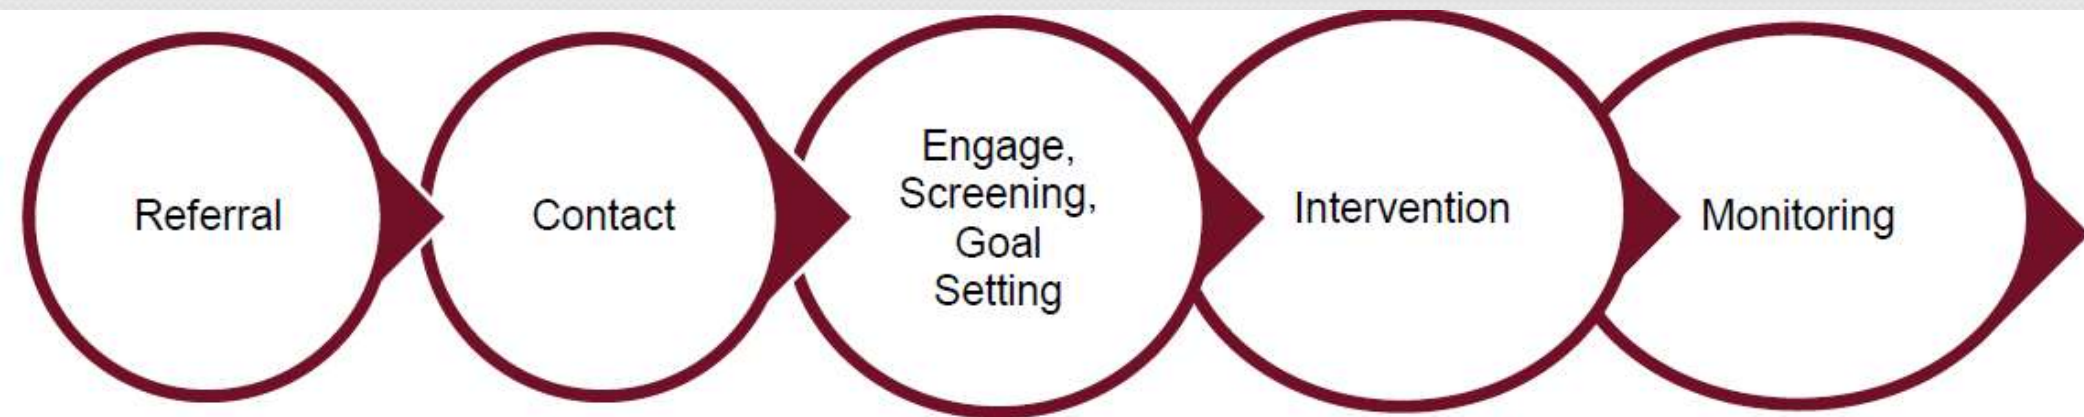 Referral
Contact
Engage,
Screening,
Goal
Setting
Intervention
Monitoring